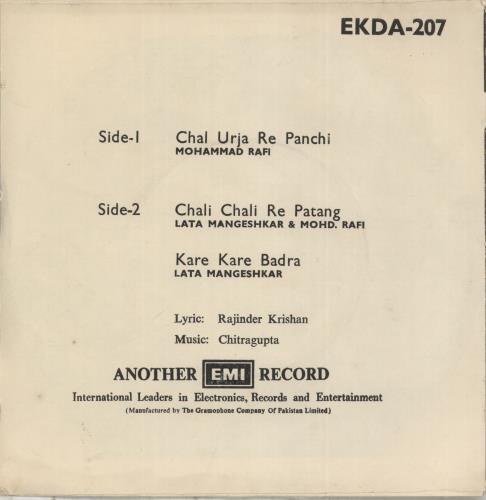 EKDA-207
Side-1 Chal Urja Re Panchi
MOHAMMAD RAFI
Side-2 Chali Chali Re Patang
LATA MANGESHKAR & MOHD. RAFI
Kare Kare Badra
LATA MANGESHKAR
Lyric: Rajinder Krishan
Music: Chitragupta
ANOTHER EMI RECORD
International Leaders in Electronics, Records and Entertainment
(Manufactured by The Gramophone Company Of Pakistan Limited)